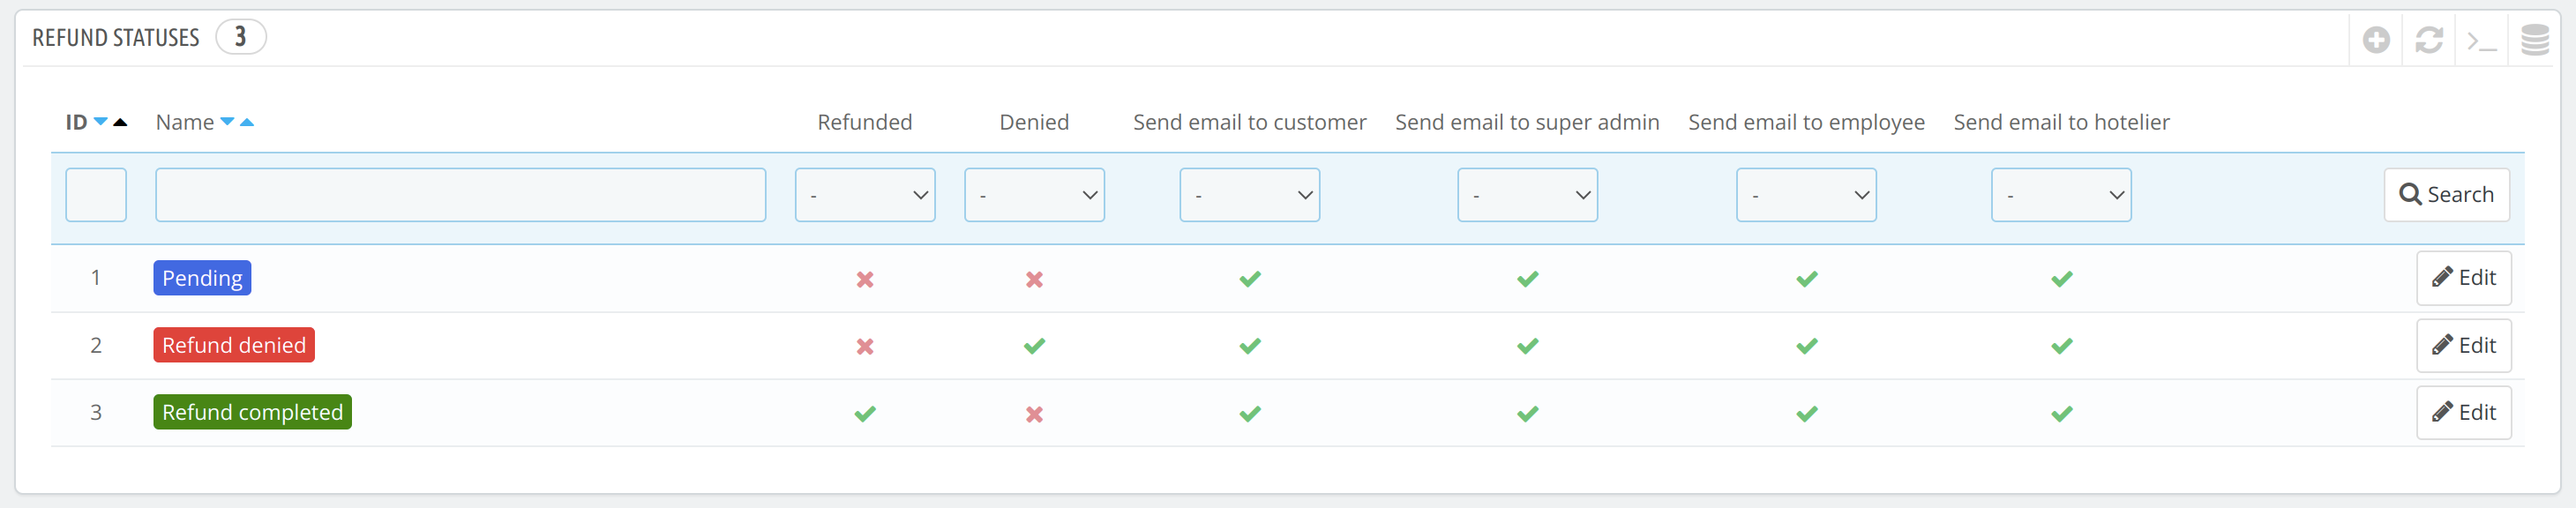 REFUND STATUSES 3
ID Name Refunded Denied Send email to customer Send email to super admin Send email to employee Send email to hotelier
- - - - - - Search
1 Pending Edit
2 Refund denied Edit
3 Refund completed Edit